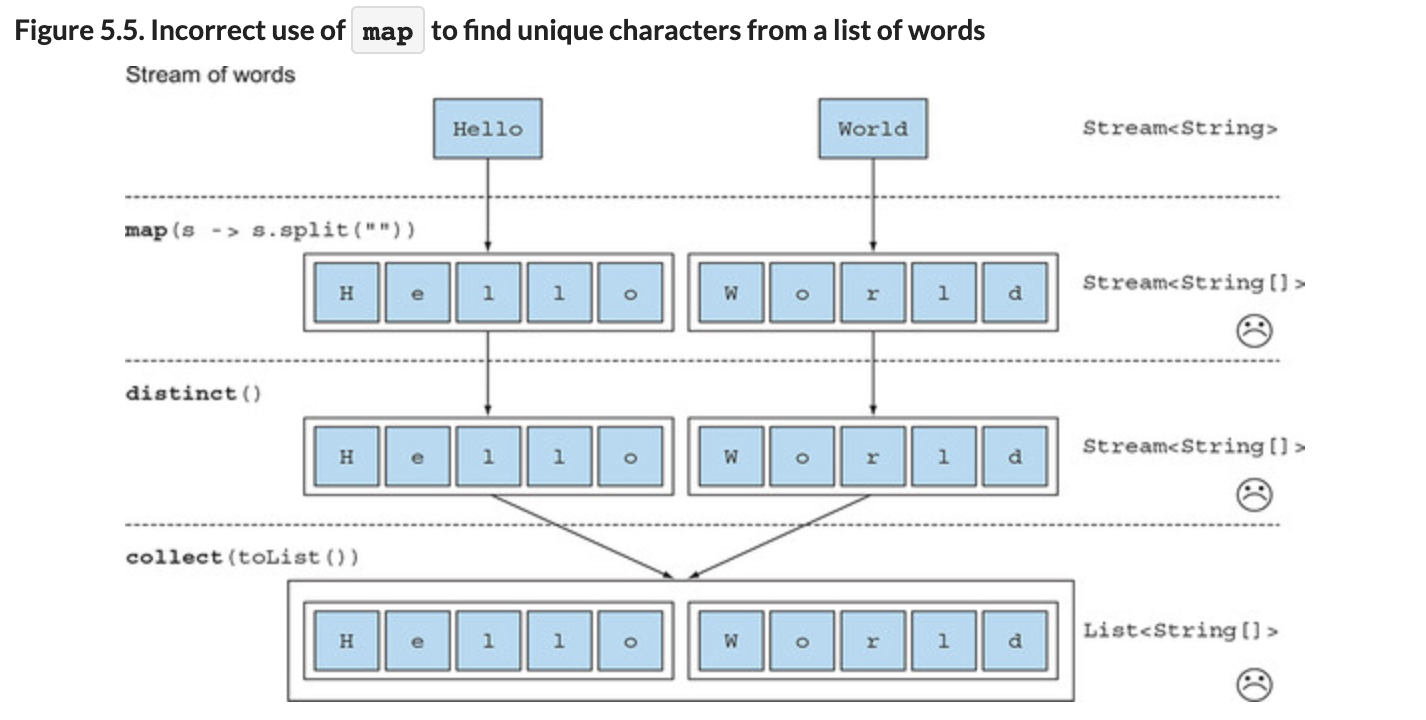 Figure 5.5. Incorrect use of map to find unique characters from a list of words
Stream of words
Hello World Stream<String>
map(s -> s.split(""))
H e l l o W o r l d Stream<String[]>
distinct()
H e l l o W o r l d Stream<String[]>
collect(toList())
H e l l o W o r l d List<String[]>